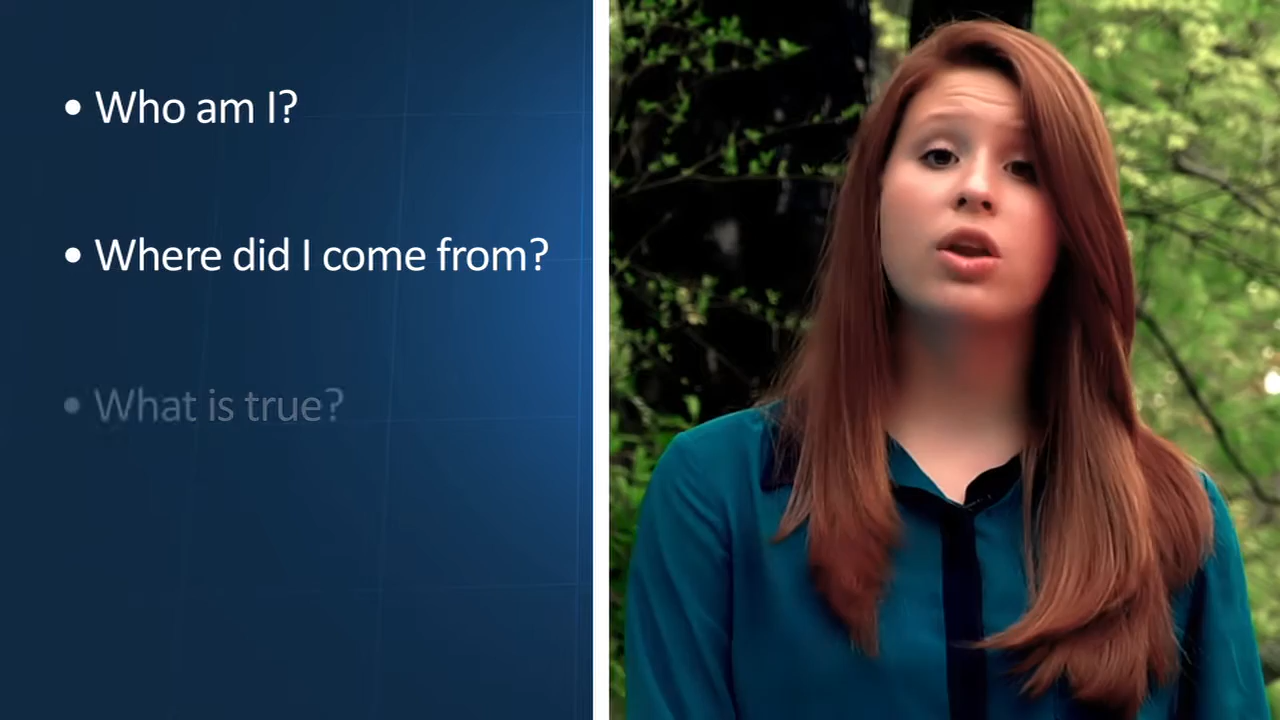 • Who am I?
• Where did I come from?
• What is true?